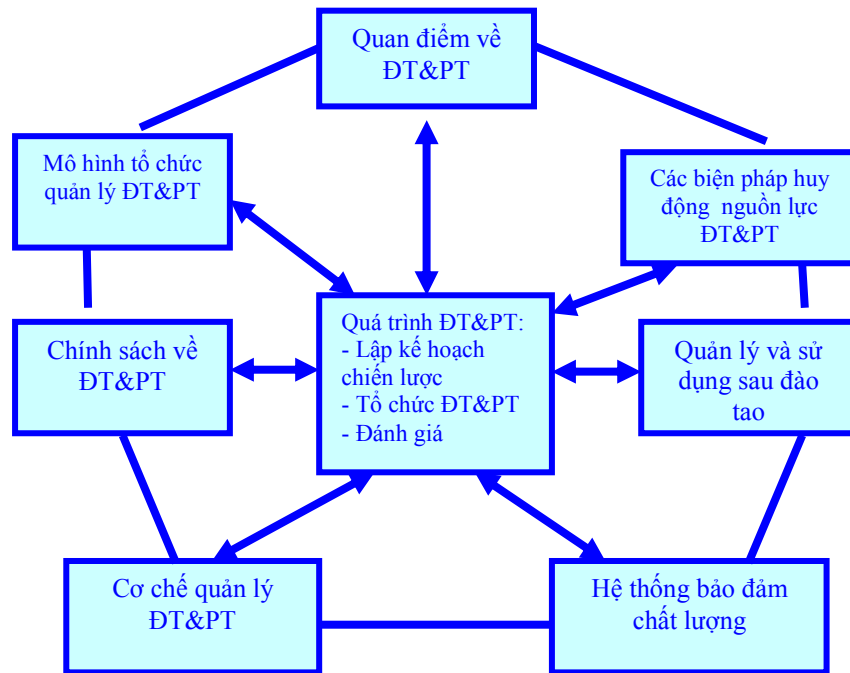 Quan điểm về
ĐT&PT
Mô hình tổ chức
quản lý ĐT&PT
Các biện pháp huy
động nguồn lực
ĐT&PT
Chính sách về
ĐT&PT
Quá trình ĐT&PT:
- Lập kế hoạch
chiến lược
- Tổ chức ĐT&PT
- Đánh giá
Quản lý và sử
dụng sau đào
tao
Cơ chế quản lý
ĐT&PT
Hệ thống bảo đảm
chất lượng